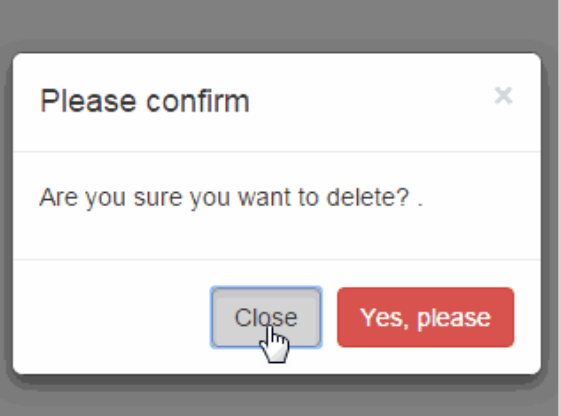 Please confirm
×
Are you sure you want to delete? .
Close
Yes, please